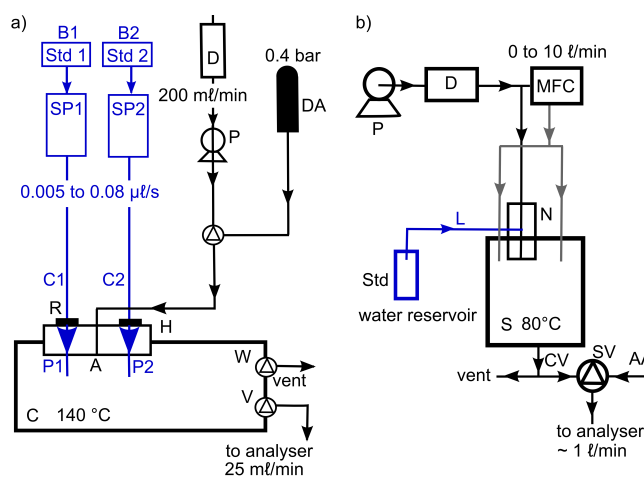 a)
B1
B2
Std 1
Std 2
D
0.4 bar
200 mℓ/min
SP1
SP2
DA
P
0.005 to 0.08 µℓ/s
C1
C2
R
H
P1
A
P2
W
vent
V
C 140 °C
to analyser
25 mℓ/min
b)
0 to 10 ℓ/min
D
MFC
P
N
L
Std
water reservoir
S 80°C
SV
CV
vent
AA
to analyser
~ 1 ℓ/min